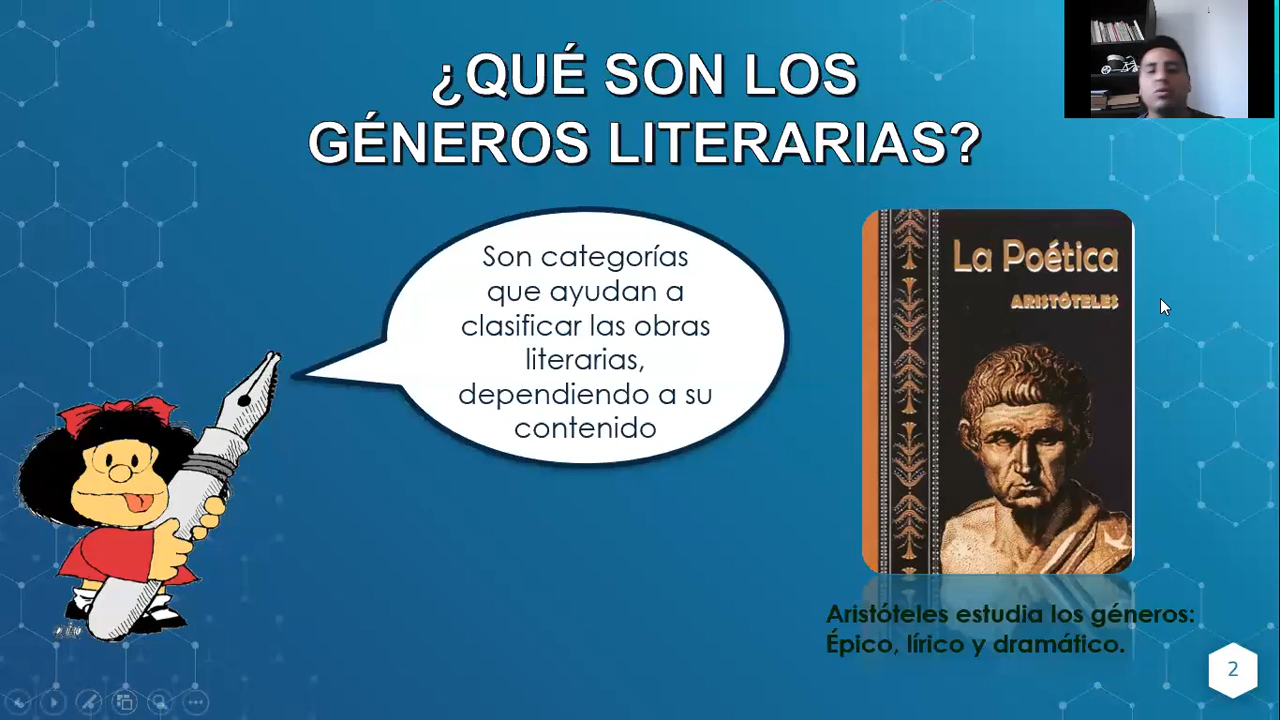 ¿QUÉ SON LOS
GÉNEROS LITERARIAS?
Son categorías
que ayudan a
clasificar las obras
literarias,
dependiendo a su
contenido
La Poética
ARISTÓTELES
Aristóteles estudia los géneros:
Épico, lírico y dramático.
2